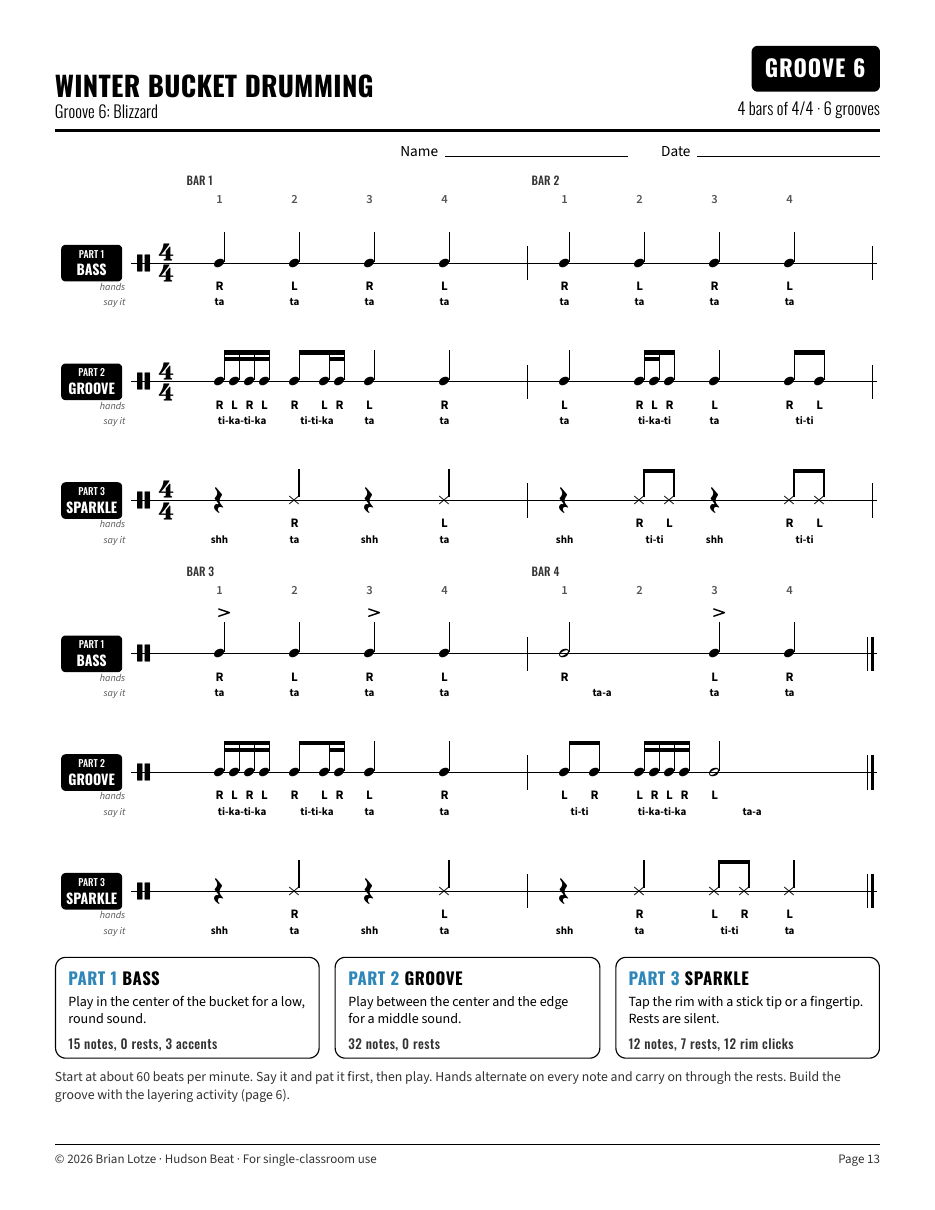 WINTER BUCKET DRUMMING
Groove 6: Blizzard
GROOVE 6
4 bars of 4/4 · 6 grooves
Name
Date
BAR 1 BAR 2
1 2 3 4 1 2 3 4
PART 1
BASS
4
4
hands R L R L R L R L
say it ta ta ta ta ta ta ta ta
PART 2
GROOVE
4
4
hands R L R L R L R L R L R L R L R L
say it ti-ka-ti-ka ti-ti-ka ta ta ta ti-ka-ti ta ti-ti
PART 3
SPARKLE
4
4
hands R L R L R L
say it shh ta shh ta shh ti-ti shh ti-ti
BAR 3 BAR 4
1 2 3 4 1 2 3 4
PART 1
BASS
hands R L R L R L R
say it ta ta ta ta ta-a ta ta
PART 2
GROOVE
hands R L R L R L R L R L R L R L R L
say it ti-ka-ti-ka ti-ti-ka ta ta ti-ti ti-ka-ti-ka ta-a
PART 3
SPARKLE
hands R L R L R L
say it shh ta shh ta shh ta ti-ti ta
PART 1 BASS
Play in the center of the bucket for a low,
round sound.
15 notes, 0 rests, 3 accents
PART 2 GROOVE
Play between the center and the edge
for a middle sound.
32 notes, 0 rests
PART 3 SPARKLE
Tap the rim with a stick tip or a fingertip.
Rests are silent.
12 notes, 7 rests, 12 rim clicks
Start at about 60 beats per minute. Say it and pat it first, then play. Hands alternate on every note and carry on through the rests. Build the
groove with the layering activity (page 6).
© 2026 Brian Lotze · Hudson Beat · For single-classroom use
Page 13